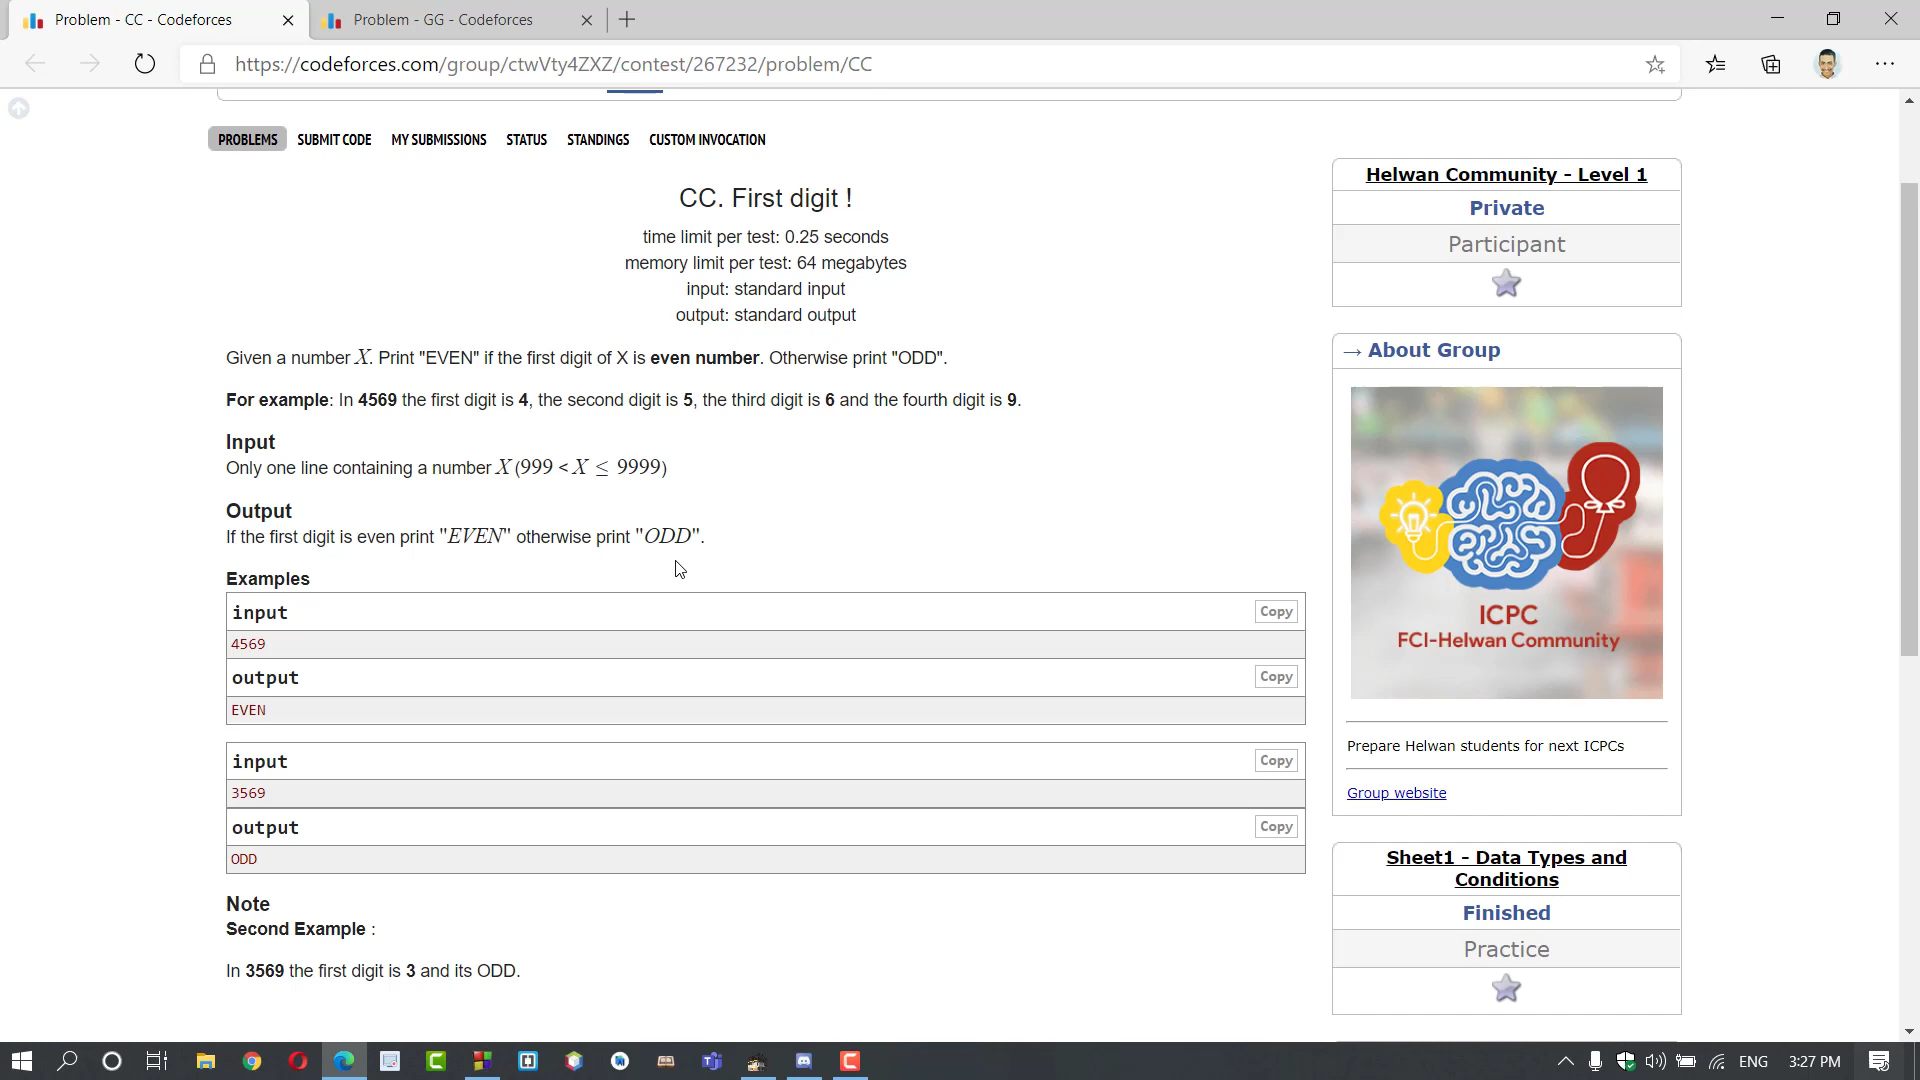 Problem - CC - Codeforces
Problem - GG - Codeforces
https://codeforces.com/group/ctwVty4ZXZ/contest/267232/problem/CC
PROBLEMS SUBMIT CODE MY SUBMISSIONS STATUS STANDINGS CUSTOM INVOCATION
CC. First digit !
time limit per test: 0.25 seconds
memory limit per test: 64 megabytes
input: standard input
output: standard output
Given a number X. Print "EVEN" if the first digit of X is even number. Otherwise print "ODD".
For example: In 4569 the first digit is 4, the second digit is 5, the third digit is 6 and the fourth digit is 9.
Input
Only one line containing a number X (999 < X ≤ 9999)
Output
If the first digit is even print "EVEN" otherwise print "ODD".
Examples
input
Copy
4569
output
Copy
EVEN
input
Copy
3569
output
Copy
ODD
Note
Second Example :
In 3569 the first digit is 3 and its ODD.
Helwan Community - Level 1
Private
Participant
→ About Group
ICPC
FCI-Helwan Community
Prepare Helwan students for next ICPCs
Group website
Sheet1 - Data Types and
Conditions
Finished
Practice
ENG 3:27 PM